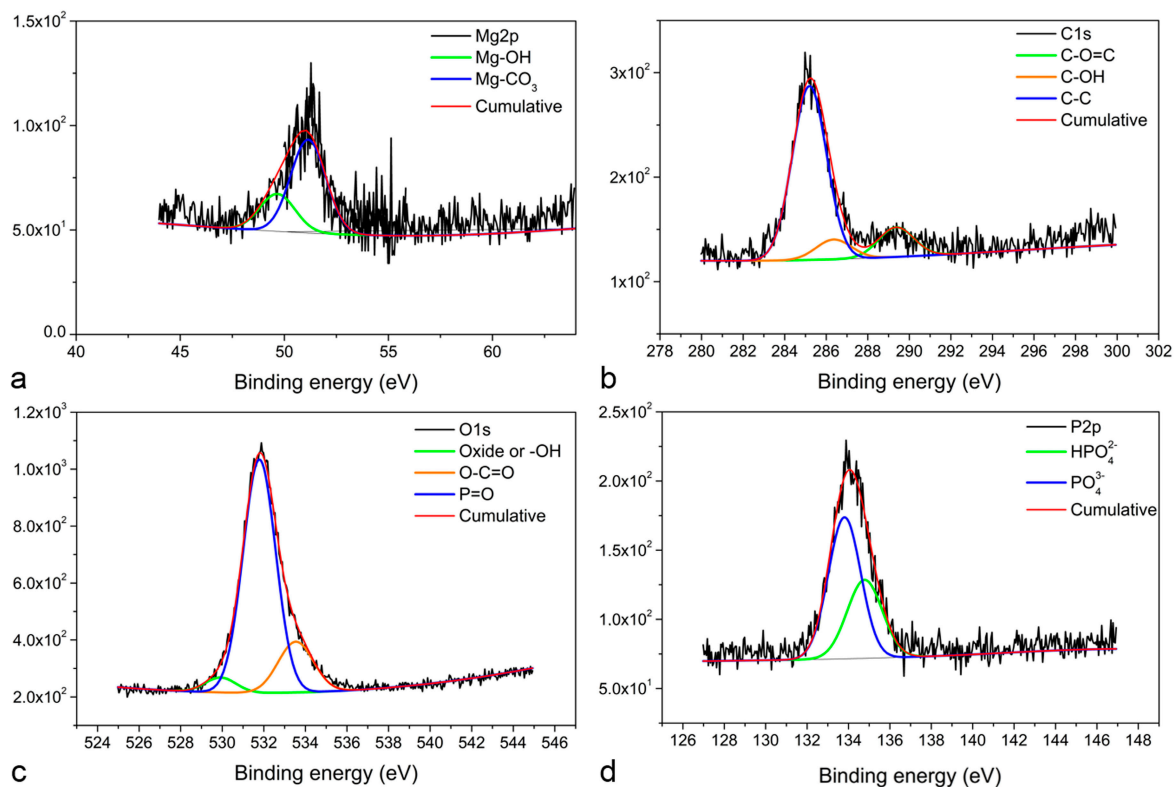 1.5x10²
1.0x10²
5.0x10¹
0.0
Mg2p
Mg-OH
Mg-CO₃
Cumulative
40 45 50 55 60
Binding energy (eV)
a
3x10²
2x10²
1x10²
C1s
C-O=C
C-OH
C-C
Cumulative
278 280 282 284 286 288 290 292 294 296 298 300 302
Binding energy (eV)
b
1.2x10³
1.0x10³
8.0x10²
6.0x10²
4.0x10²
2.0x10²
O1s
Oxide or -OH
O-C=O
P=O
Cumulative
524 526 528 530 532 534 536 538 540 542 544 546
Binding energy (eV)
c
2.5x10²
2.0x10²
1.5x10²
1.0x10²
5.0x10¹
P2p
HPO₄²⁻
PO₄³⁻
Cumulative
126 128 130 132 134 136 138 140 142 144 146 148
Binding energy (eV)
d